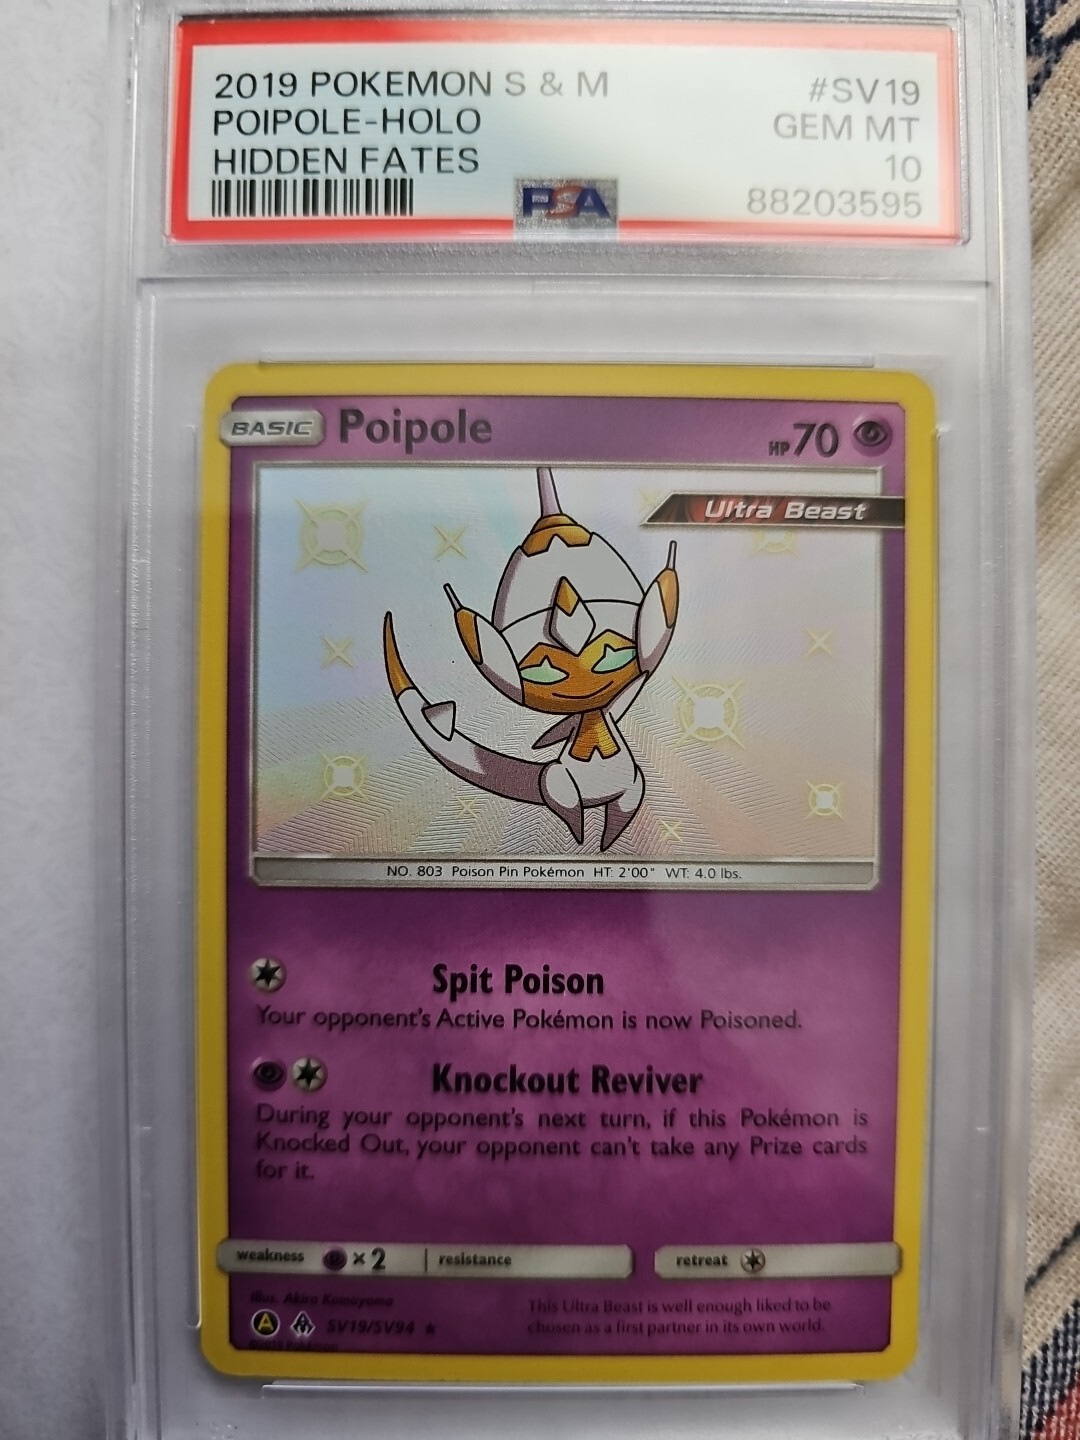 2019 POKEMON S & M #SV19
POIPOLE-HOLO GEM MT
HIDDEN FATES 10
PSA 88203595
BASIC Poipole HP 70
Ultra Beast
NO. 803 Poison Pin Pokémon HT: 2'00" WT: 4.0 lbs.
Spit Poison
Your opponent's Active Pokémon is now Poisoned.
Knockout Reviver
During your opponent's next turn, if this Pokémon is
Knocked Out, your opponent can't take any Prize cards
for it.
weakness × 2 resistance retreat
Illus. Akira Komayama
This Ultra Beast is well enough liked to be
chosen as a first partner in its own world.
A SV19/SV94
©2019 Pokémon